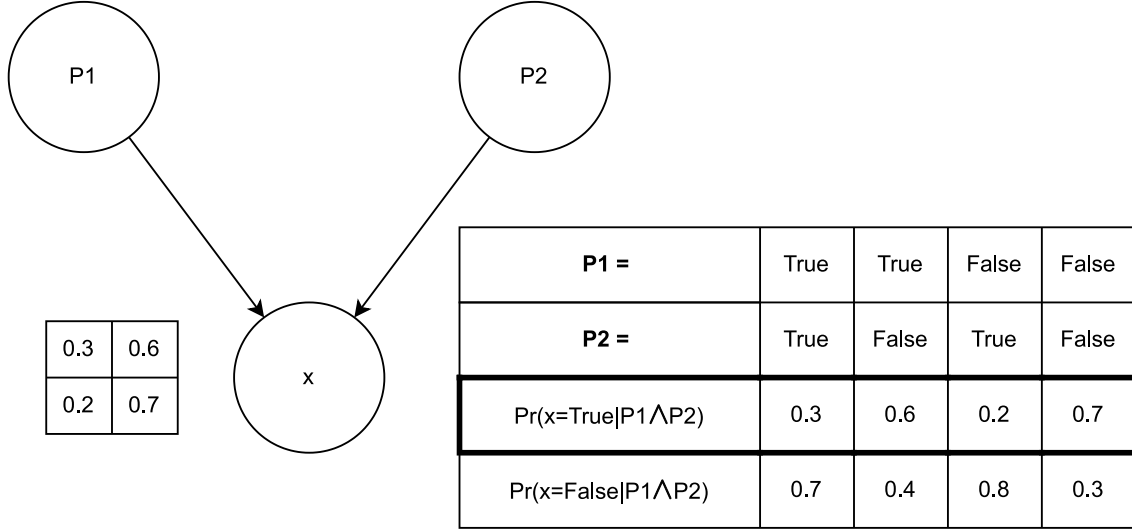 P1
P2
P1 = True True False False
P2 = True False True False
0.3 0.6
0.2 0.7
x
Pr(x=True|P1⋀P2) 0.3 0.6 0.2 0.7
Pr(x=False|P1⋀P2) 0.7 0.4 0.8 0.3